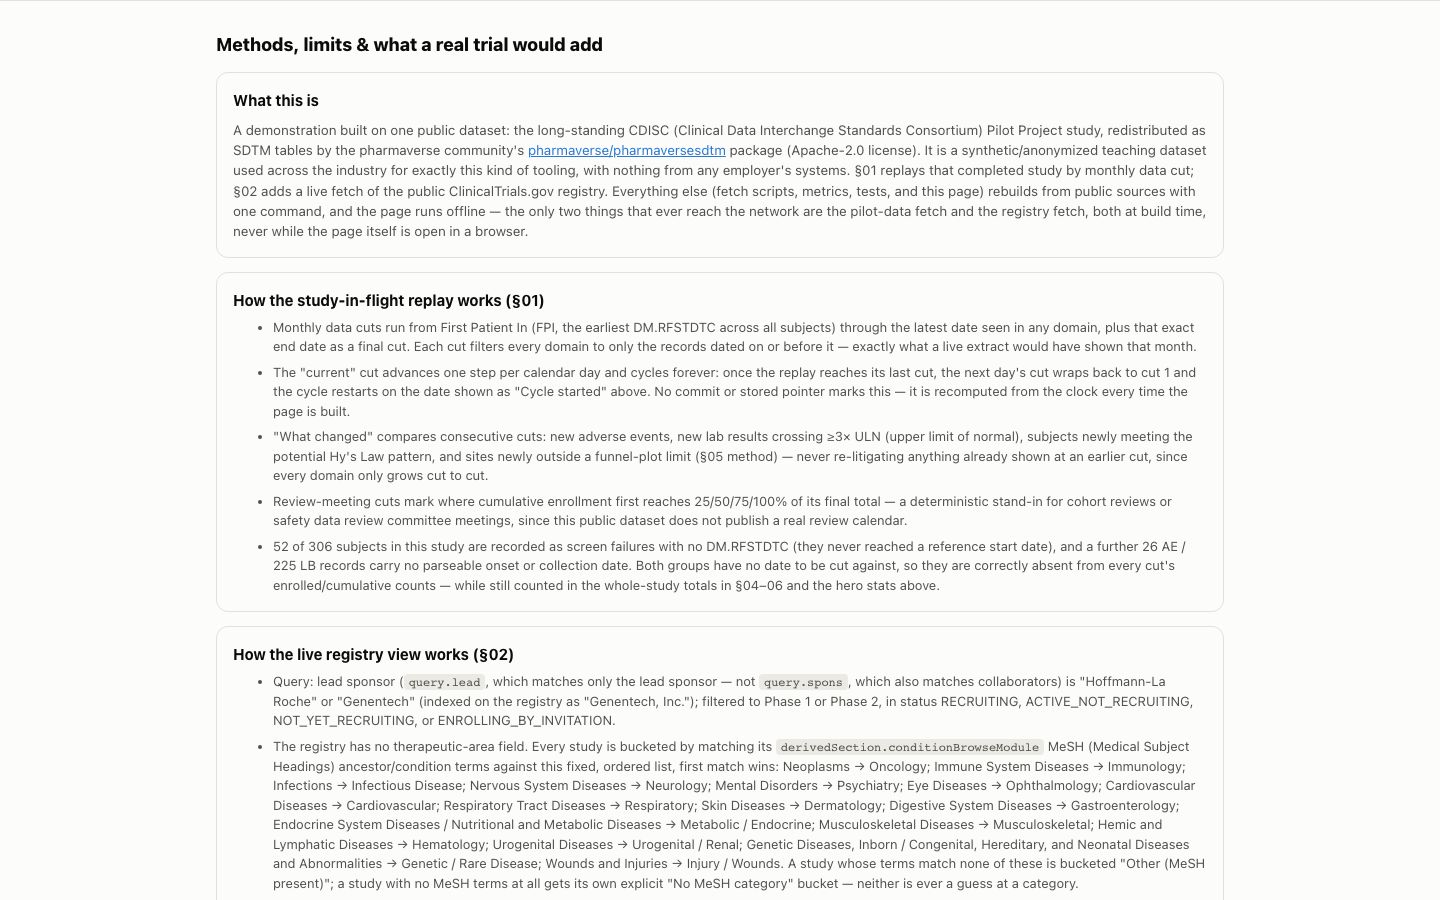 Methods, limits & what a real trial would add
What this is
A demonstration built on one public dataset: the long-standing CDISC (Clinical Data Interchange Standards Consortium) Pilot Project study, redistributed as
SDTM tables by the pharmaverse community's pharmaverse/pharmaversesdtm package (Apache-2.0 license). It is a synthetic/anonymized teaching dataset
used across the industry for exactly this kind of tooling, with nothing from any employer's systems. §01 replays that completed study by monthly data cut;
§02 adds a live fetch of the public ClinicalTrials.gov registry. Everything else (fetch scripts, metrics, tests, and this page) rebuilds from public sources with
one command, and the page runs offline — the only two things that ever reach the network are the pilot-data fetch and the registry fetch, both at build time,
never while the page itself is open in a browser.
How the study-in-flight replay works (§01)
• Monthly data cuts run from First Patient In (FPI, the earliest DM.RFSTDTC across all subjects) through the latest date seen in any domain, plus that exact
end date as a final cut. Each cut filters every domain to only the records dated on or before it — exactly what a live extract would have shown that month.
• The "current" cut advances one step per calendar day and cycles forever: once the replay reaches its last cut, the next day's cut wraps back to cut 1 and
the cycle restarts on the date shown as "Cycle started" above. No commit or stored pointer marks this — it is recomputed from the clock every time the
page is built.
• "What changed" compares consecutive cuts: new adverse events, new lab results crossing ≥3× ULN (upper limit of normal), subjects newly meeting the
potential Hy's Law pattern, and sites newly outside a funnel-plot limit (§05 method) — never re-litigating anything already shown at an earlier cut, since
every domain only grows cut to cut.
• Review-meeting cuts mark where cumulative enrollment first reaches 25/50/75/100% of its final total — a deterministic stand-in for cohort reviews or
safety data review committee meetings, since this public dataset does not publish a real review calendar.
• 52 of 306 subjects in this study are recorded as screen failures with no DM.RFSTDTC (they never reached a reference start date), and a further 26 AE /
225 LB records carry no parseable onset or collection date. Both groups have no date to be cut against, so they are correctly absent from every cut's
enrolled/cumulative counts — while still counted in the whole-study totals in §04–06 and the hero stats above.
How the live registry view works (§02)
• Query: lead sponsor (query.lead, which matches only the lead sponsor — not query.spons, which also matches collaborators) is "Hoffmann-La
Roche" or "Genentech" (indexed on the registry as "Genentech, Inc."); filtered to Phase 1 or Phase 2, in status RECRUITING, ACTIVE_NOT_RECRUITING,
NOT_YET_RECRUITING, or ENROLLING_BY_INVITATION.
• The registry has no therapeutic-area field. Every study is bucketed by matching its derivedSection.conditionBrowseModule MeSH (Medical Subject
Headings) ancestor/condition terms against this fixed, ordered list, first match wins: Neoplasms → Oncology; Immune System Diseases → Immunology;
Infections → Infectious Disease; Nervous System Diseases → Neurology; Mental Disorders → Psychiatry; Eye Diseases → Ophthalmology; Cardiovascular
Diseases → Cardiovascular; Respiratory Tract Diseases → Respiratory; Skin Diseases → Dermatology; Digestive System Diseases → Gastroenterology;
Endocrine System Diseases / Nutritional and Metabolic Diseases → Metabolic / Endocrine; Musculoskeletal Diseases → Musculoskeletal; Hemic and
Lymphatic Diseases → Hematology; Urogenital Diseases → Urogenital / Renal; Genetic Diseases, Inborn / Congenital, Hereditary, and Neonatal Diseases
and Abnormalities → Genetic / Rare Disease; Wounds and Injuries → Injury / Wounds. A study whose terms match none of these is bucketed "Other (MeSH
present)"; a study with no MeSH terms at all gets its own explicit "No MeSH category" bucket — neither is ever a guess at a category.